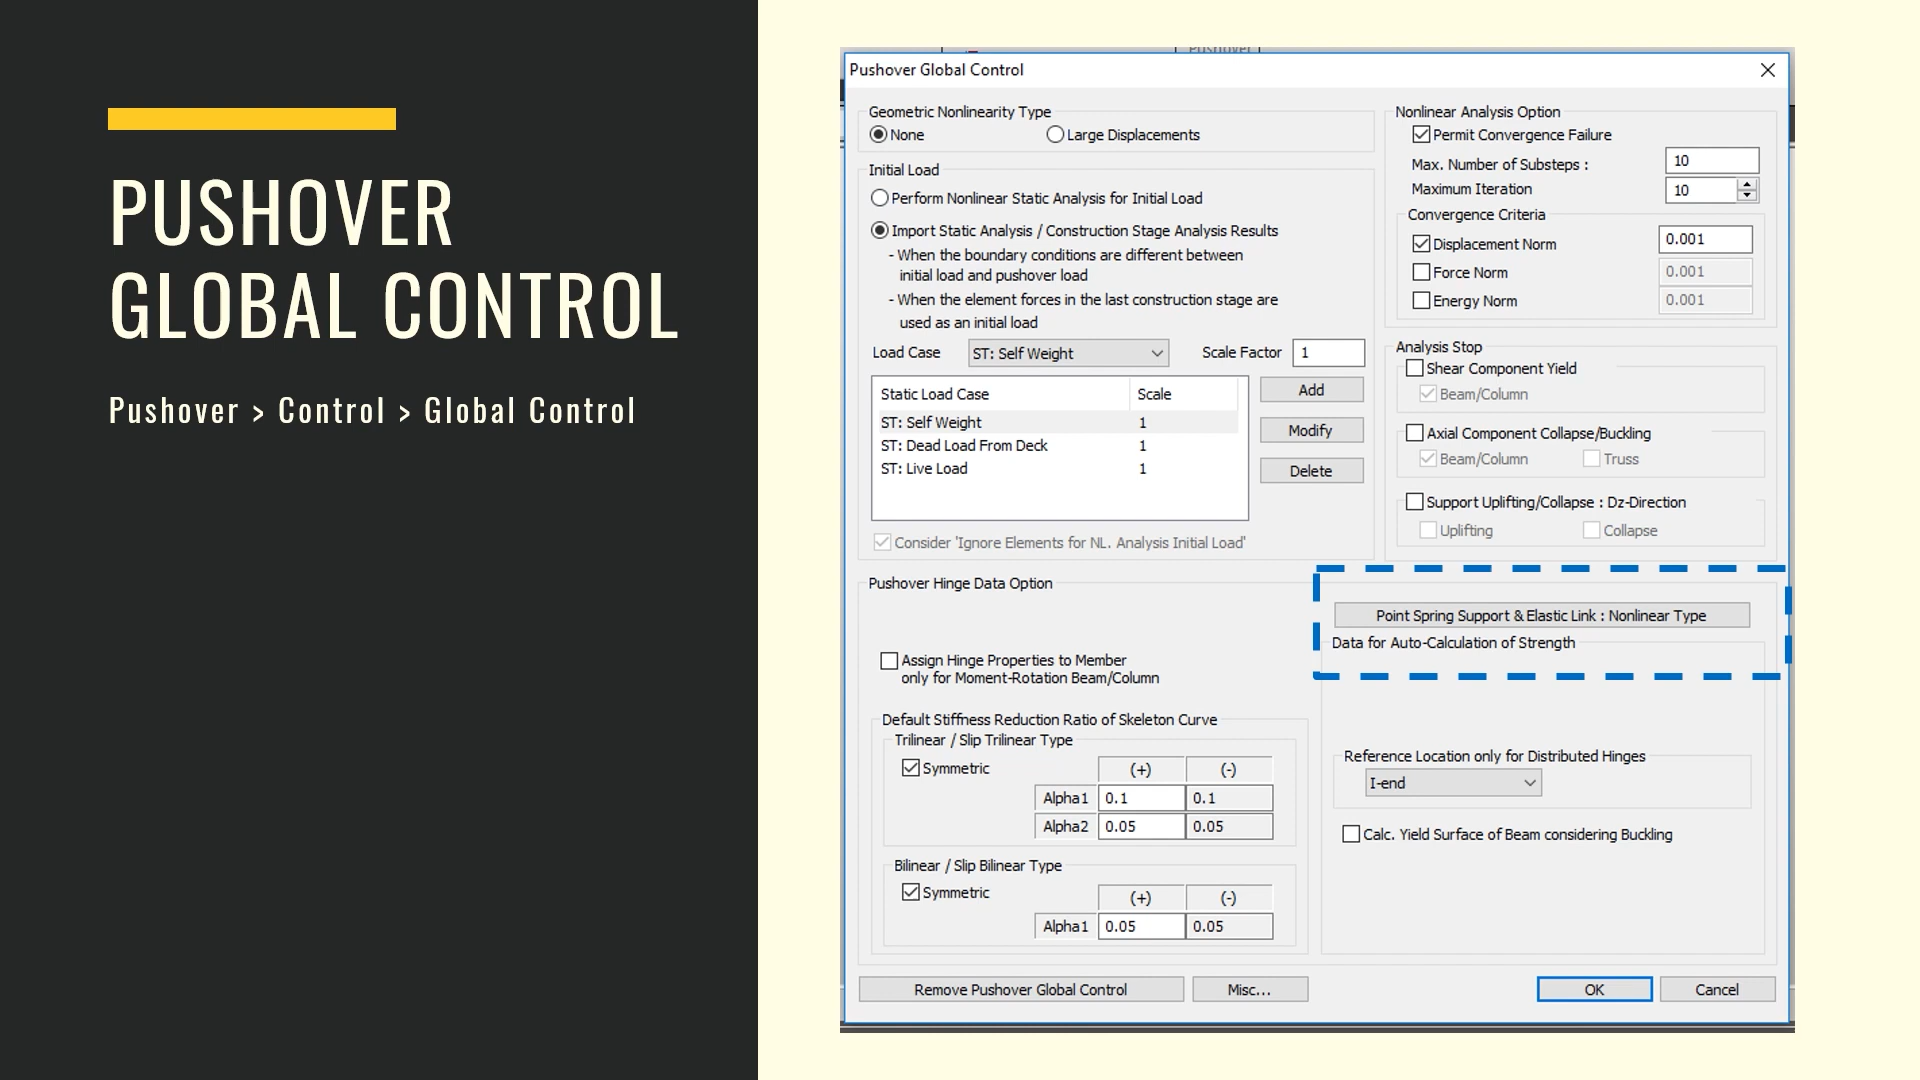 PUSHOVER
GLOBAL CONTROL
Pushover > Control > Global Control
Pushover
Pushover Global Control
Geometric Nonlinearity Type
None
Large Displacements
Initial Load
Perform Nonlinear Static Analysis for Initial Load
Import Static Analysis / Construction Stage Analysis Results
- When the boundary conditions are different between
initial load and pushover load
- When the element forces in the last construction stage are
used as an initial load
Load Case
ST: Self Weight
Scale Factor
1
Static Load Case
Scale
ST: Self Weight
1
ST: Dead Load From Deck
1
ST: Live Load
1
Add
Modify
Delete
Consider 'Ignore Elements for NL. Analysis Initial Load'
Nonlinear Analysis Option
Permit Convergence Failure
Max. Number of Substeps :
10
Maximum Iteration
10
Convergence Criteria
Displacement Norm
0.001
Force Norm
0.001
Energy Norm
0.001
Analysis Stop
Shear Component Yield
Beam/Column
Axial Component Collapse/Buckling
Beam/Column
Truss
Support Uplifting/Collapse : Dz-Direction
Uplifting
Collapse
Pushover Hinge Data Option
Assign Hinge Properties to Member
only for Moment-Rotation Beam/Column
Default Stiffness Reduction Ratio of Skeleton Curve
Trilinear / Slip Trilinear Type
Symmetric
(+)
(-)
Alpha1
0.1
0.1
Alpha2
0.05
0.05
Bilinear / Slip Bilinear Type
Symmetric
(+)
(-)
Alpha1
0.05
0.05
Point Spring Support & Elastic Link : Nonlinear Type
Data for Auto-Calculation of Strength
Reference Location only for Distributed Hinges
I-end
Calc. Yield Surface of Beam considering Buckling
Remove Pushover Global Control
Misc...
OK
Cancel